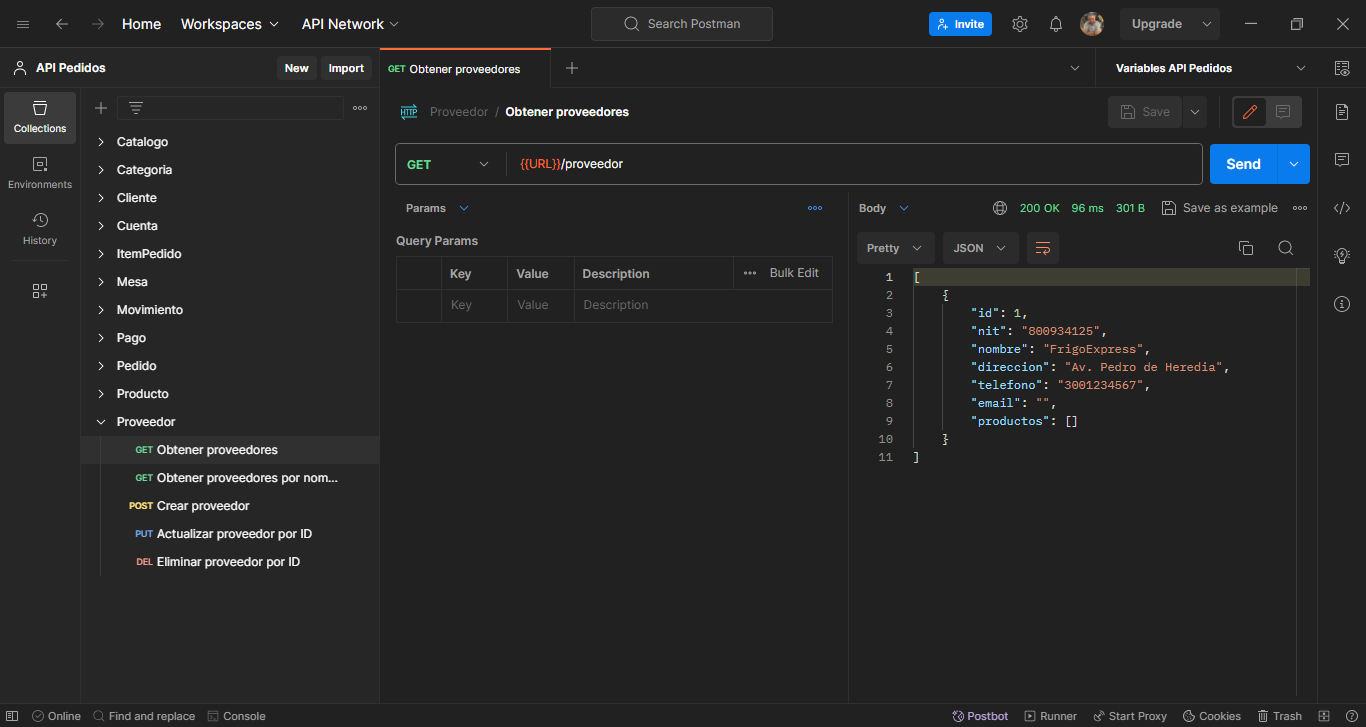 Home Workspaces API Network Search Postman Invite Upgrade
API Pedidos New Import GET Obtener proveedores Variables API Pedidos
Collections
Environments
History
Catalogo
Categoria
Cliente
Cuenta
ItemPedido
Mesa
Movimiento
Pago
Pedido
Producto
Proveedor
GET Obtener proveedores
GET Obtener proveedores por nom...
POST Crear proveedor
PUT Actualizar proveedor por ID
DEL Eliminar proveedor por ID
HTTP Proveedor / Obtener proveedores Save
GET {{URL}}/proveedor Send
Params
Query Params
Key Value Description Bulk Edit
Key Value Description
Body 200 OK 96 ms 301 B Save as example
Pretty JSON
1 [
2 {
3 "id": 1,
4 "nit": "800934125",
5 "nombre": "FrigoExpress",
6 "direccion": "Av. Pedro de Heredia",
7 "telefono": "3001234567",
8 "email": "",
9 "productos": []
10 }
11 ]
Online Find and replace Console Postbot Runner Start Proxy Cookies Trash